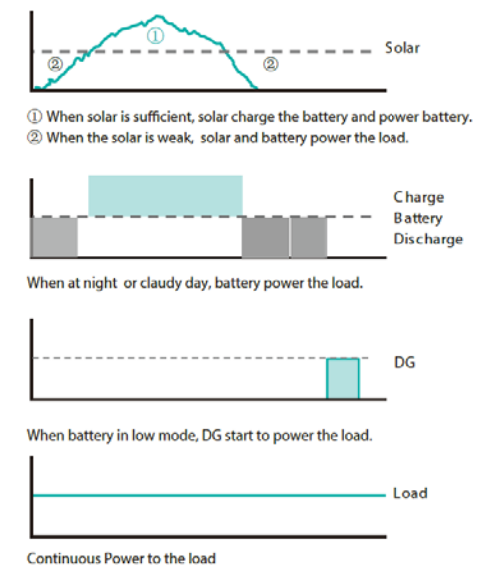 ①
Solar
②
②
① When solar is sufficient, solar charge the battery and power battery.
② When the solar is weak, solar and battery power the load.
Charge
Battery
Discharge
When at night or claudy day, battery power the load.
DG
When battery in low mode, DG start to power the load.
Load
Continuous Power to the load